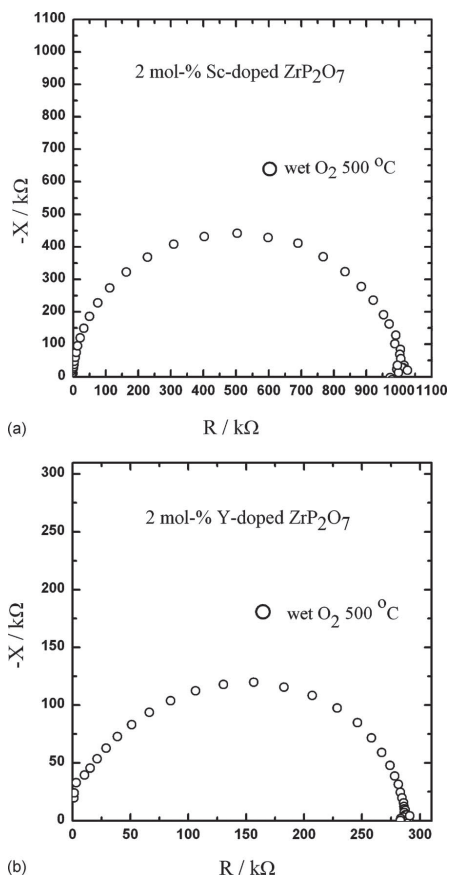 1100
1000
900
800
700
600
500
400
300
200
100
0
-X / kΩ
2 mol-% Sc-doped ZrP2O7
wet O2 500 °C
0 100 200 300 400 500 600 700 800 900 1000 1100
(a)
R / kΩ
300
250
200
150
100
50
0
-X / kΩ
2 mol-% Y-doped ZrP2O7
wet O2 500 °C
0 50 100 150 200 250 300
(b)
R / kΩ